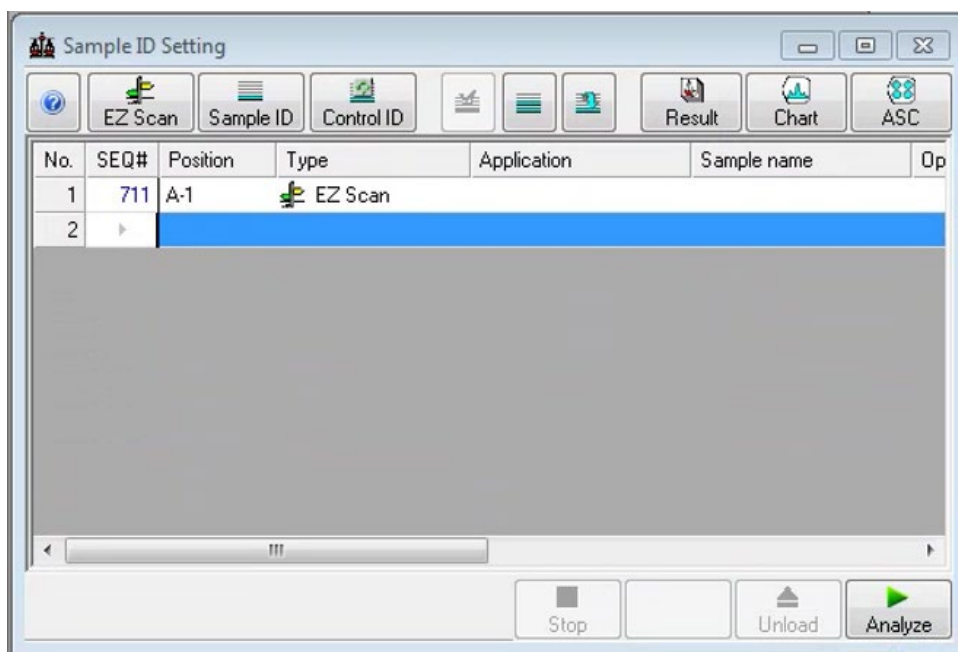 Sample ID Setting
EZ Scan Sample ID Control ID Result Chart ASC
No. SEQ# Position Type Application Sample name Op
1 711 A-1 EZ Scan
2
Stop Unload Analyze